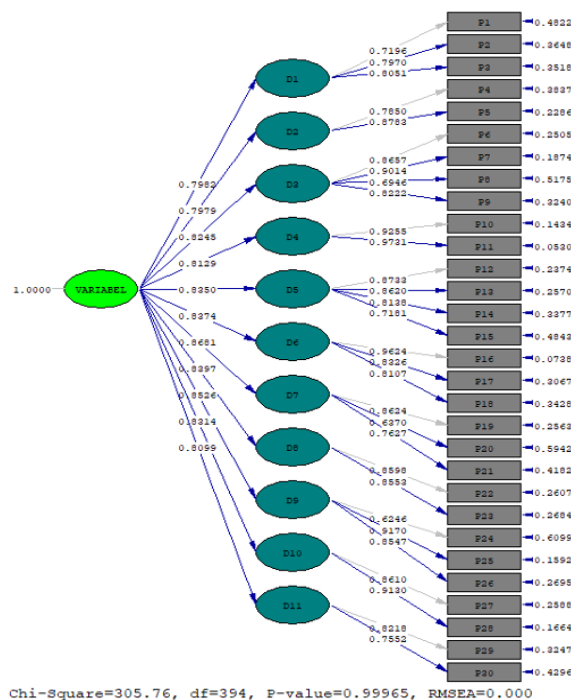 P1
0.4822
0.7196
P2
0.3648
0.7970
P3
0.3518
0.8051
D1
P4
0.3837
0.7850
P5
0.2286
0.8783
D2
P6
0.2505
0.8657
P7
0.1874
0.9014
P8
0.5175
0.6946
P9
0.3240
0.8222
D3
0.7982
0.7979
0.8245
P10
0.1434
0.9255
P11
0.0530
0.9731
D4
0.8129
P12
0.2374
0.8733
1.0000
VARIABEL
0.8350
D5
P13
0.2570
0.8620
P14
0.3377
0.8138
P15
0.4843
0.7181
0.8374
D6
P16
0.0738
0.9624
P17
0.3067
0.8326
P18
0.3428
0.8107
0.8681
D7
P19
0.2563
0.8624
P20
0.5942
0.6370
P21
0.4182
0.7627
0.8397
0.8526
0.8314
0.8099
D8
P22
0.2607
0.8598
P23
0.2684
0.8553
D9
P24
0.6099
0.6246
P25
0.1592
0.9170
P26
0.2695
0.8547
D10
P27
0.2588
0.8610
P28
0.1664
0.9130
D11
P29
0.3247
0.8218
P30
0.4296
0.7552
Chi-Square=305.76, df=394, P-value=0.99965, RMSEA=0.000